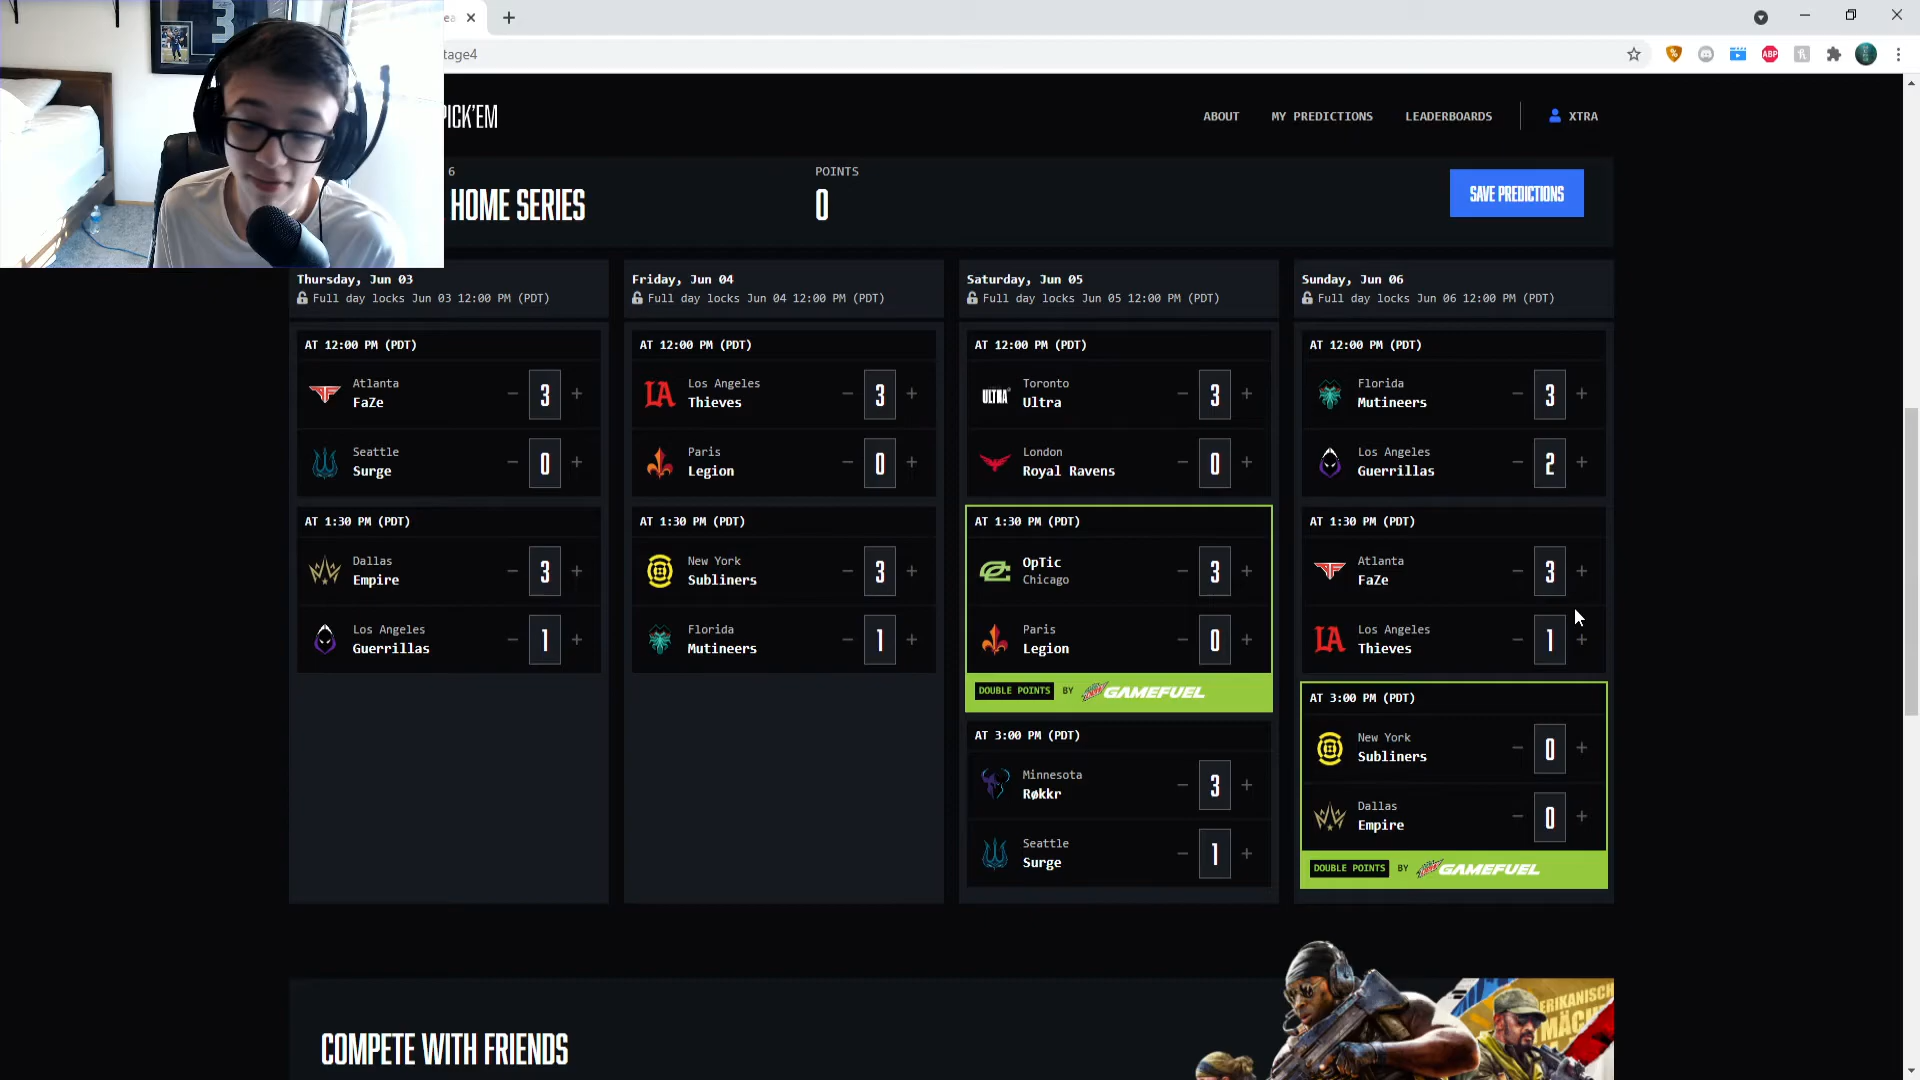 3
ea
tage4
ABP
PICK'EM
ABOUT
MY PREDICTIONS
LEADERBOARDS
XTRA
6
HOME SERIES
POINTS
0
SAVE PREDICTIONS
Thursday, Jun 03
Full day locks Jun 03 12:00 PM (PDT)
AT 12:00 PM (PDT)
Atlanta
FaZe
3
Seattle
Surge
0
AT 1:30 PM (PDT)
Dallas
Empire
3
Los Angeles
Guerrillas
1
Friday, Jun 04
Full day locks Jun 04 12:00 PM (PDT)
AT 12:00 PM (PDT)
LA
Los Angeles
Thieves
3
Paris
Legion
0
AT 1:30 PM (PDT)
New York
Subliners
3
Florida
Mutineers
1
Saturday, Jun 05
Full day locks Jun 05 12:00 PM (PDT)
AT 12:00 PM (PDT)
ULTRA
Toronto
Ultra
3
London
Royal Ravens
0
AT 1:30 PM (PDT)
OpTic
Chicago
3
Paris
Legion
0
DOUBLE POINTS BY GAMEFUEL
AT 3:00 PM (PDT)
Minnesota
Røkkr
3
Seattle
Surge
1
Sunday, Jun 06
Full day locks Jun 06 12:00 PM (PDT)
AT 12:00 PM (PDT)
Florida
Mutineers
3
Los Angeles
Guerrillas
2
AT 1:30 PM (PDT)
Atlanta
FaZe
3
LA
Los Angeles
Thieves
1
AT 3:00 PM (PDT)
New York
Subliners
0
Dallas
Empire
0
DOUBLE POINTS BY GAMEFUEL
COMPETE WITH FRIENDS
ERIKANISCH
MÄCH